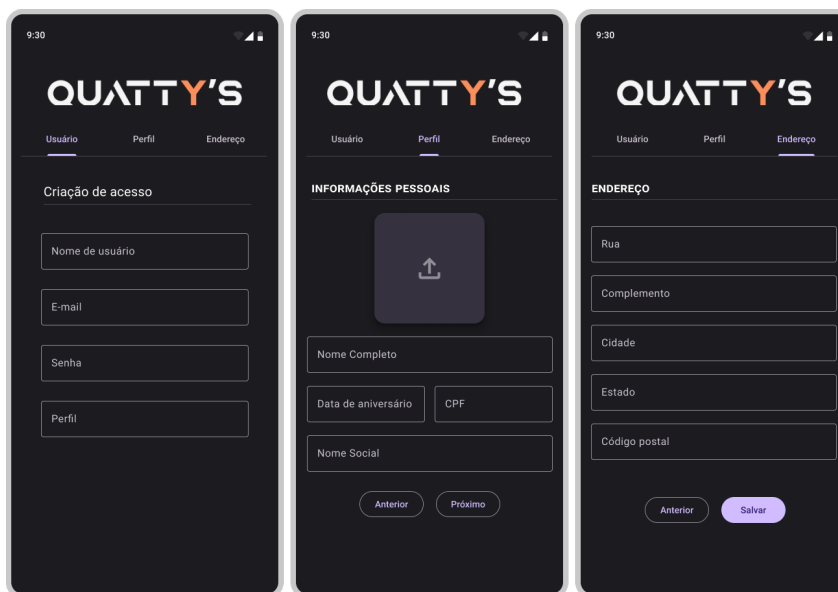 9:30
QUATTY'S
Usuário Perfil Endereço
Criação de acesso
Nome de usuário
E-mail
Senha
Perfil
9:30
QUATTY'S
Usuário Perfil Endereço
INFORMAÇÕES PESSOAIS
Nome Completo
Data de aniversário CPF
Nome Social
Anterior Próximo
9:30
QUATTY'S
Usuário Perfil Endereço
ENDEREÇO
Rua
Complemento
Cidade
Estado
Código postal
Anterior Salvar